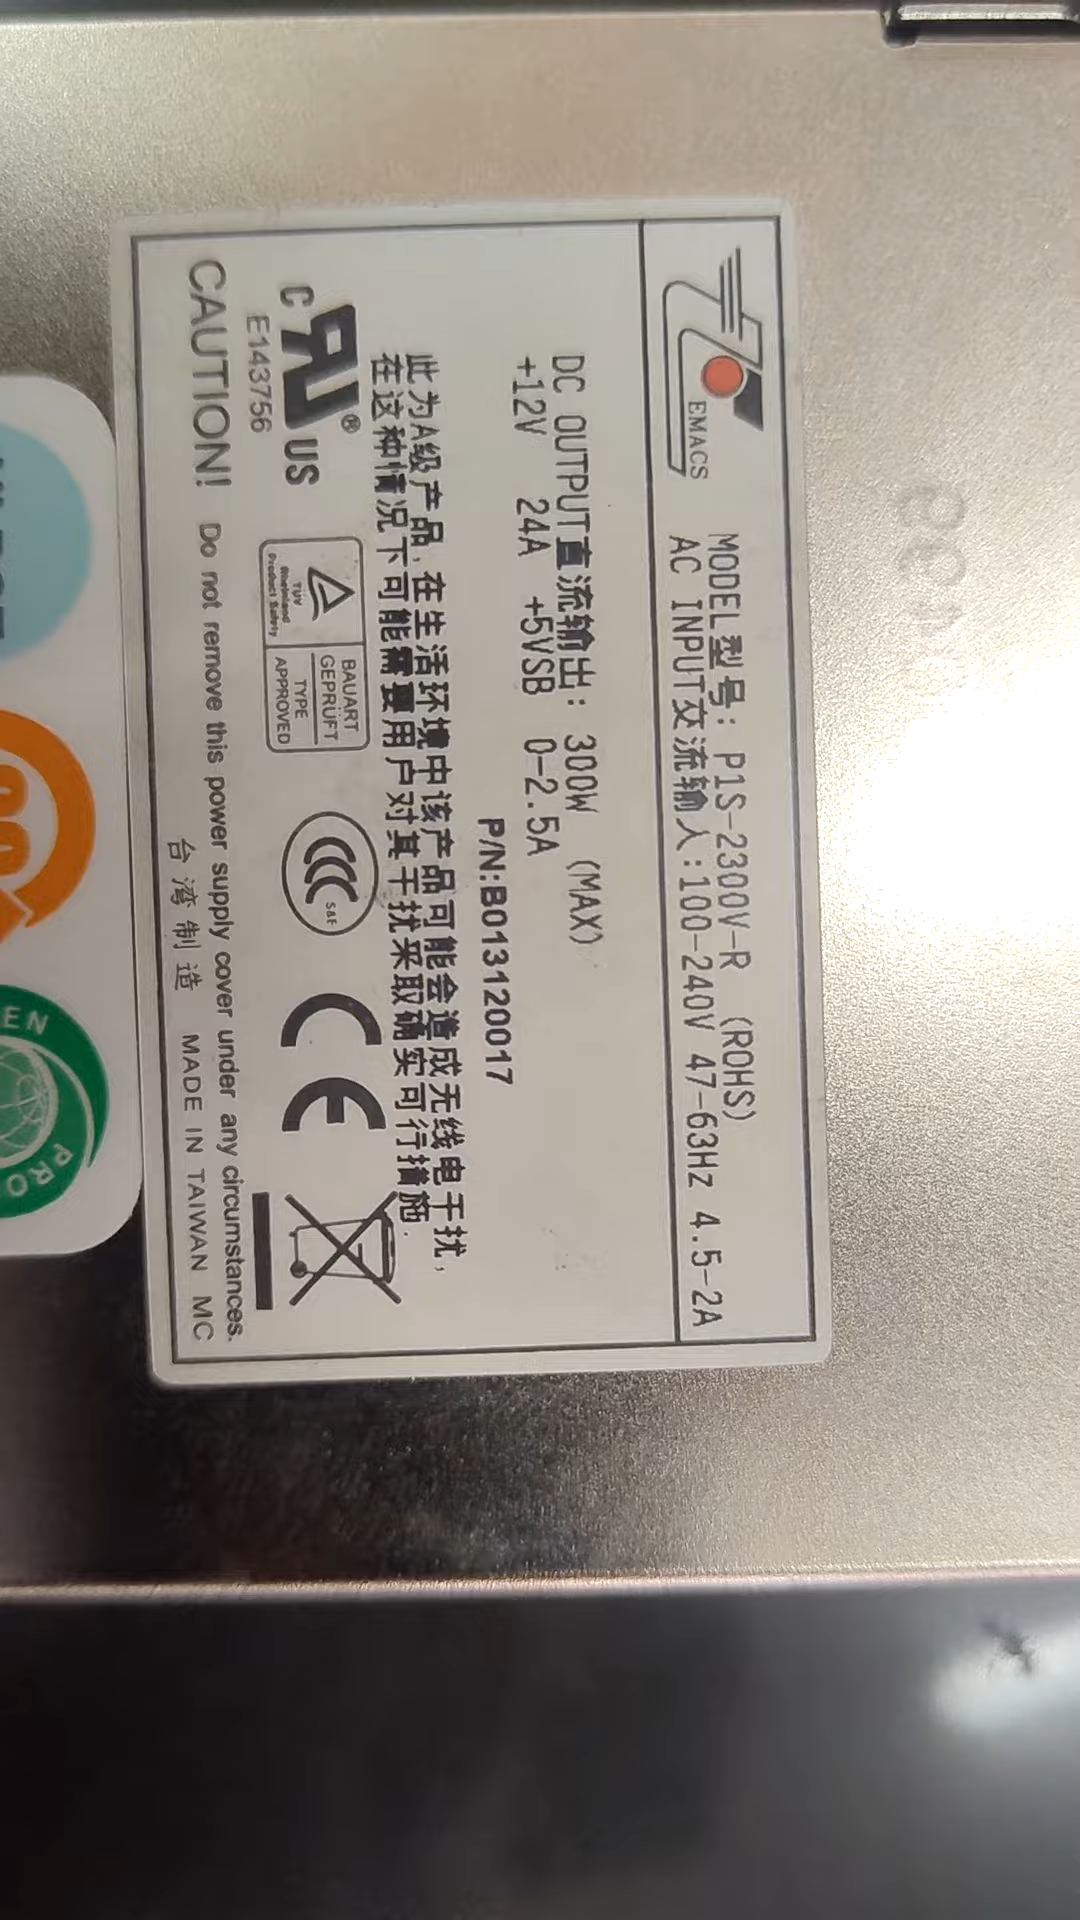 EMACS
MODEL型号: P1S-2300V-R (ROHS)
AC INPUT交流输入:100-240V 47-63Hz 4.5-2A
DC OUTPUT直流输出: 300W (MAX)
+12V 24A +5VSB 0-2.5A
P/N:B013120017
此为A级产品,在生活环境中该产品可能会造成无线电干扰,
在这种情况下可能需要用户对其干扰采取确实可行措施.
C UR ® US
E143756
TUV
Rheinland
Product Safety
BAUART
GEPRÜFT
TYPE
APPROVED
CCC S&E
CE
CAUTION! Do not remove this power supply cover under any circumstances.
台湾制造 MADE IN TAIWAN MC
EN
PRO